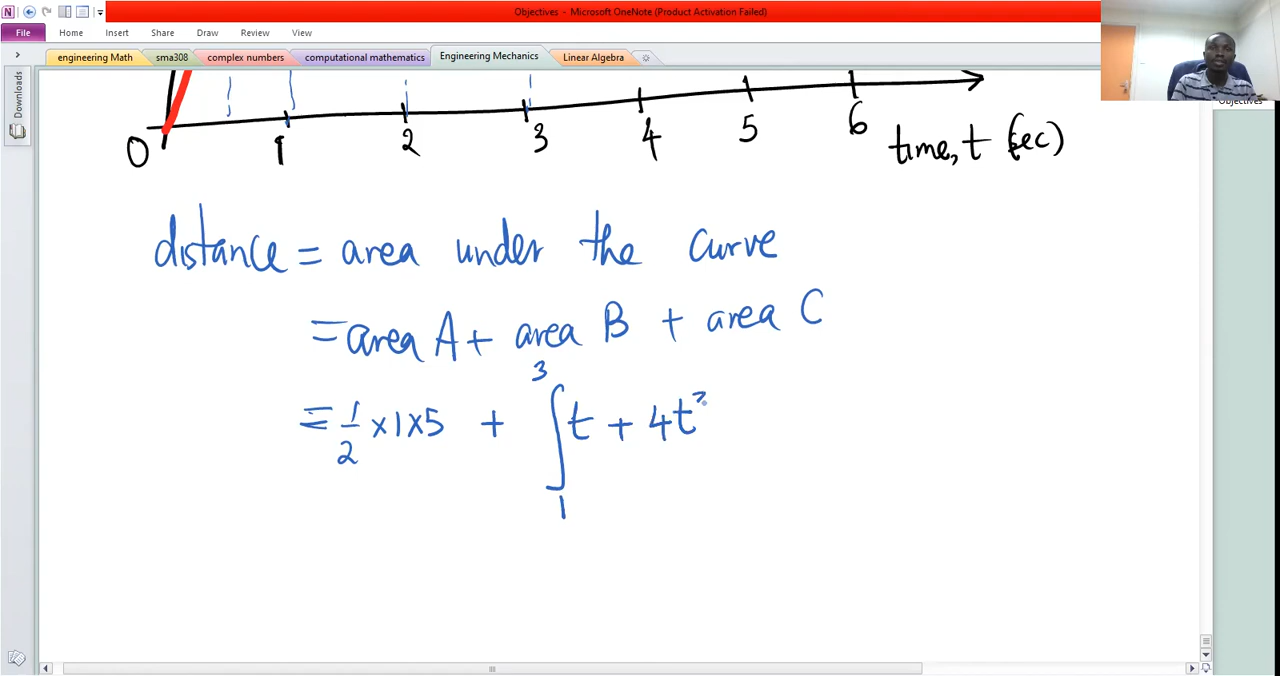 Objectives - Microsoft OneNote (Product Activation Failed)
File Home Insert Share Draw Review View
engineering Math sma308 complex numbers computational mathematics Engineering Mechanics Linear Algebra
Downloads
Objectives
0 1 2 3 4 5 6 time, t (sec)
distance = area under the curve
= area A + area B + area C
= 1/2 × 1 × 5 + ∫₁³ t + 4t²